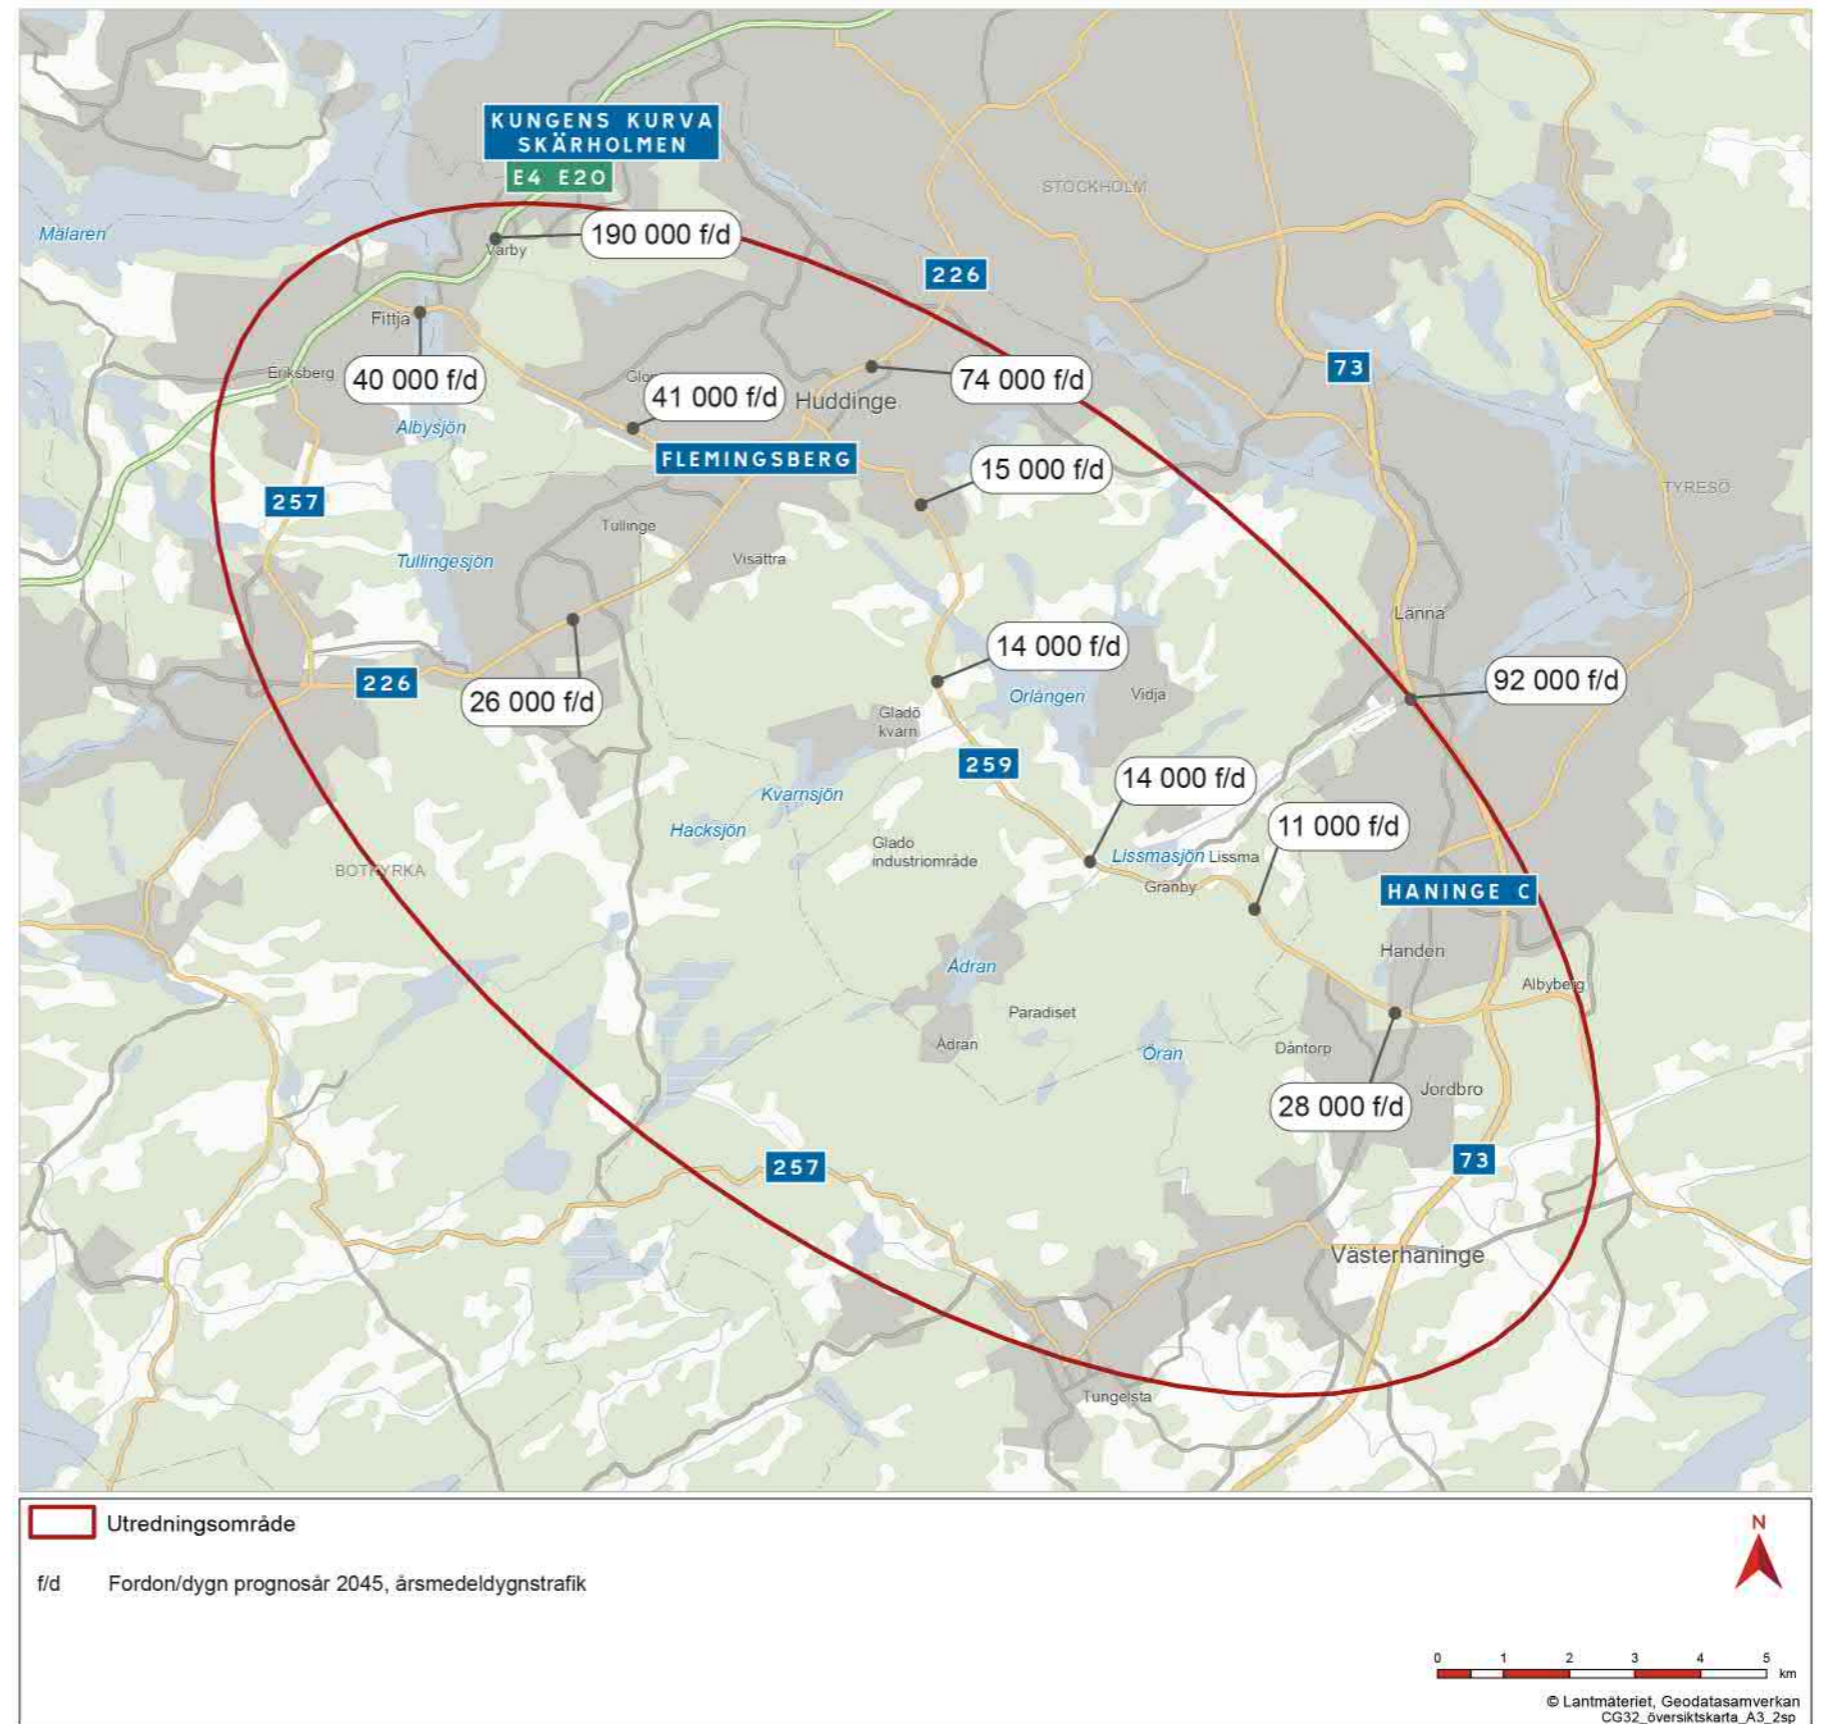 KUNGENS KURVA
SKÄRHOLMEN
E4 E20
STOCKHOLM
Mälaren
190 000 f/d
Vårby
226
Fittja
73
Eriksberg
40 000 f/d
74 000 f/d
41 000 f/d
Huddinge
Albysjön
FLEMINGSBERG
15 000 f/d
TYRESÖ
257
Tullinge
Visättra
Tullingesjön
Länna
14 000 f/d
226
92 000 f/d
26 000 f/d
Orlången
Vidja
Gladö
kvarn
259
14 000 f/d
Kvarnsjön
Hacksjön
11 000 f/d
Gladö
industriområde
Lissmasjön
Lissma
BOTKYRKA
Granby
HANINGE C
Handen
Ådran
Albyberg
Paradiset
Ådran
Öran
Dåntorp
Jordbro
28 000 f/d
257
73
Västerhaninge
Tungelsta
Utredningsområde
N
f/d Fordon/dygn prognosår 2045, årsmedeldygnstrafik
0 1 2 3 4 5
km
© Lantmäteriet, Geodatasamverkan
CG32_översiktskarta_A3_2sp